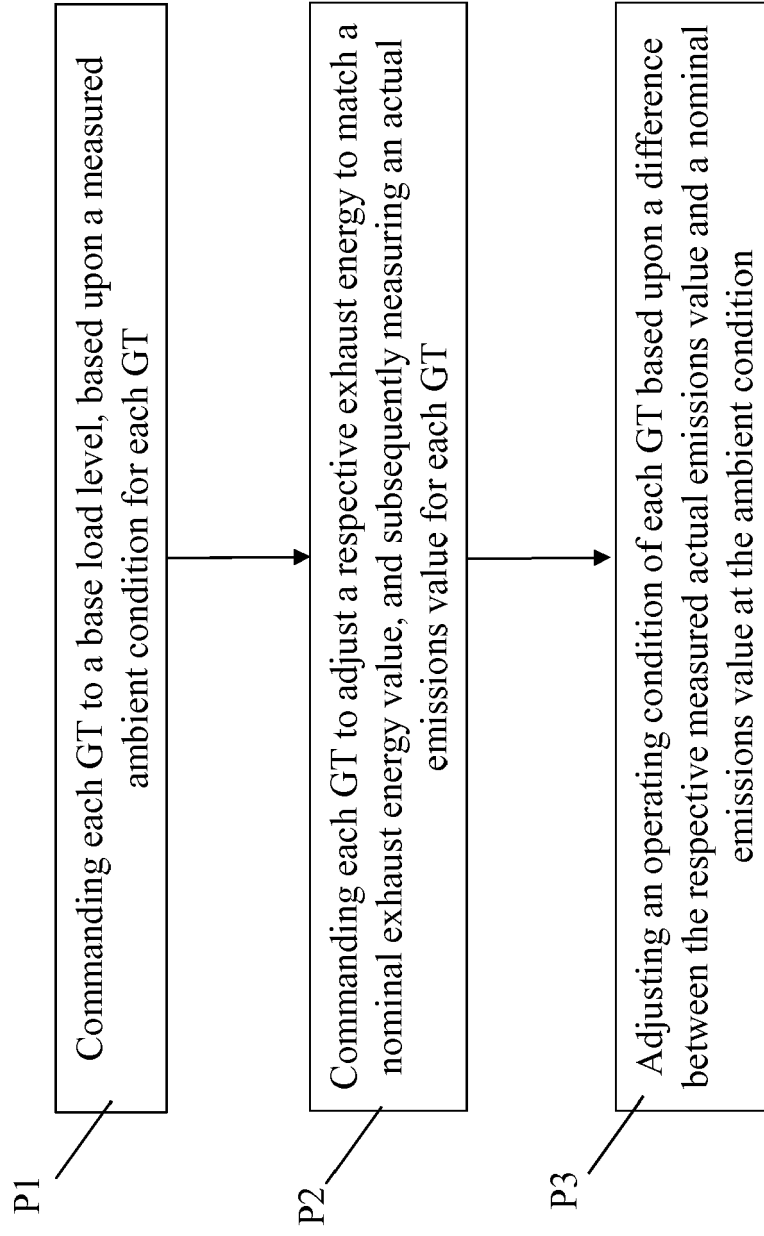 P1
Commanding each GT to a base load level, based upon a measured
ambient condition for each GT
P2
Commanding each GT to adjust a respective exhaust energy to match a
nominal exhaust energy value, and subsequently measuring an actual
emissions value for each GT
P3
Adjusting an operating condition of each GT based upon a difference
between the respective measured actual emissions value and a nominal
emissions value at the ambient condition